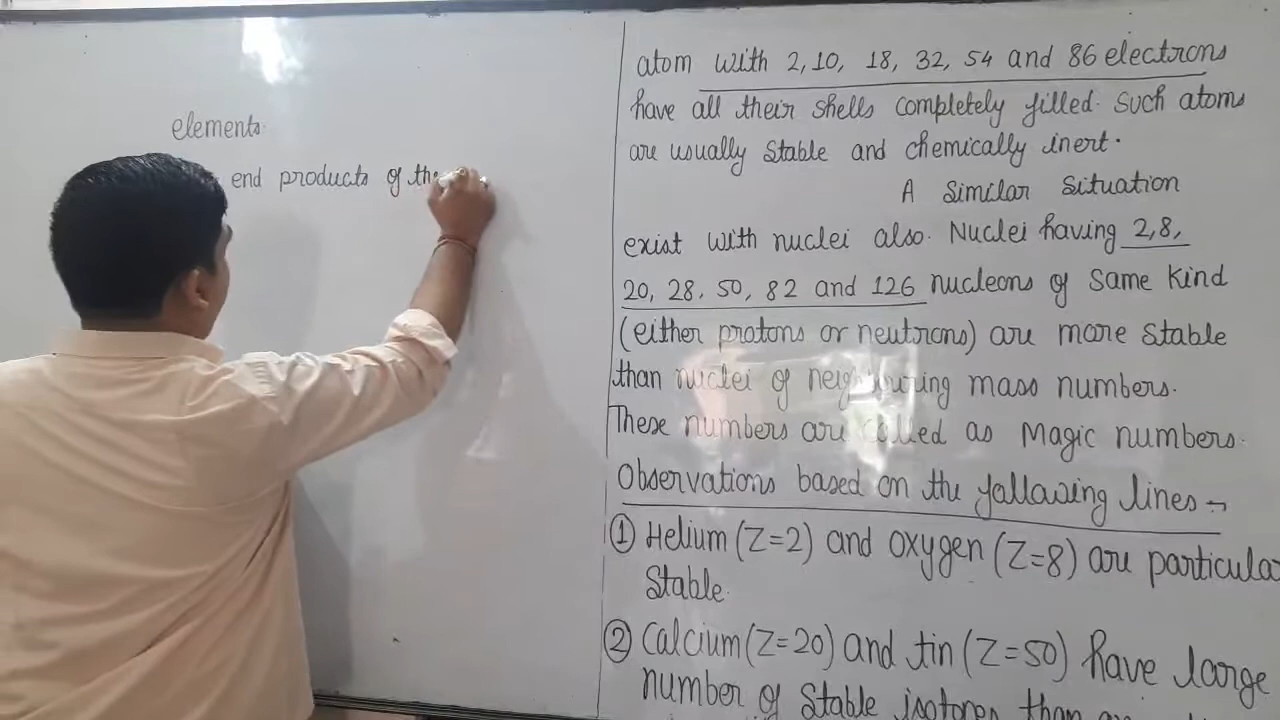 elements.
end products of the
atom with 2, 10, 18, 32, 54 and 86 electrons
have all their shells completely filled. Such atoms
are usually stable and chemically inert.
A Similar Situation
exist with nuclei also. Nuclei having 2, 8,
20, 28, 50, 82 and 126 nucleons of same kind
(either protons or neutrons) are more stable
than nuclei of neighbouring mass numbers.
These numbers are called as Magic numbers.
Observations based on the following lines →
① Helium (Z=2) and oxygen (Z=8) are particula
Stable.
② Calcium (Z=20) and tin (Z=50) have large
number of Stable isotopes than